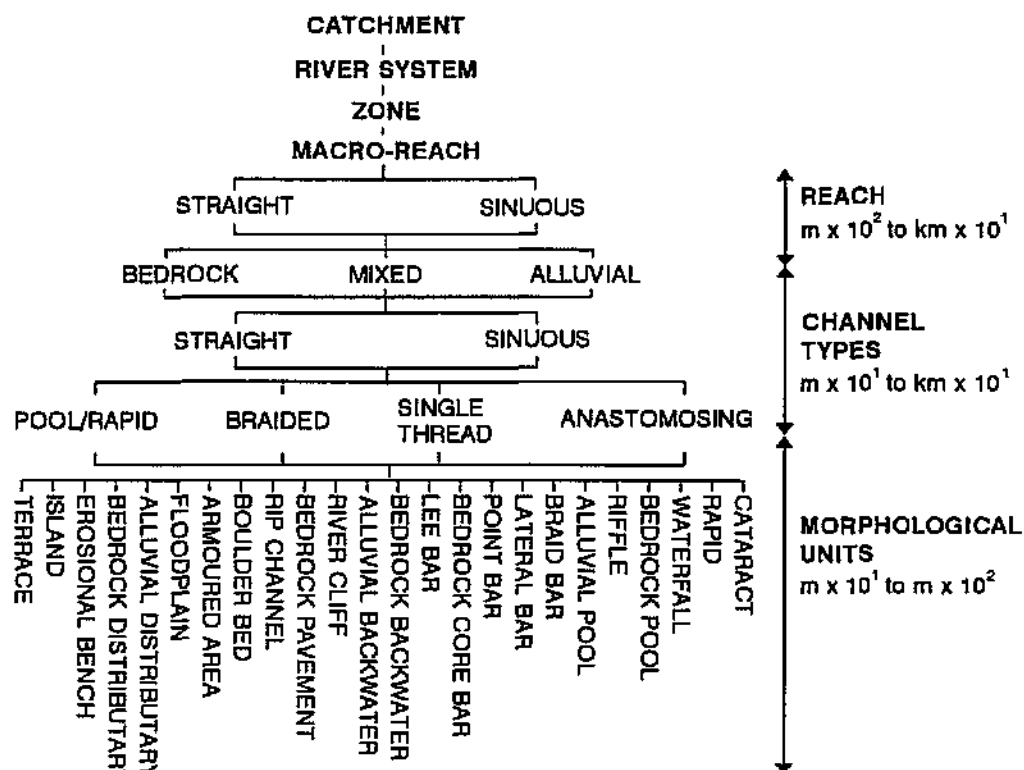 CATCHMENT
RIVER SYSTEM
ZONE
MACRO-REACH
STRAIGHT SINUOUS
BEDROCK MIXED ALLUVIAL
STRAIGHT SINUOUS
POOL/RAPID BRAIDED SINGLE THREAD ANASTOMOSING
TERRACE
ISLAND
EROSIONAL BENCH
BEDROCK DISTRIBUTARY
ALLUVIAL DISTRIBUTARY
FLOODPLAIN
ARMOURED AREA
BOULDER BED
RIP CHANNEL
BEDROCK PAVEMENT
RIVER CLIFF
ALLUVIAL BACKWATER
BEDROCK BACKWATER
LEE BAR
BEDROCK CORE BAR
POINT BAR
LATERAL BAR
BRAID BAR
ALLUVIAL POOL
RIFFLE
BEDROCK POOL
WATERFALL
RAPID
CATARACT
REACH
m x 10² to km x 10¹
CHANNEL
TYPES
m x 10¹ to km x 10¹
MORPHOLOGICAL
UNITS
m x 10¹ to m x 10²